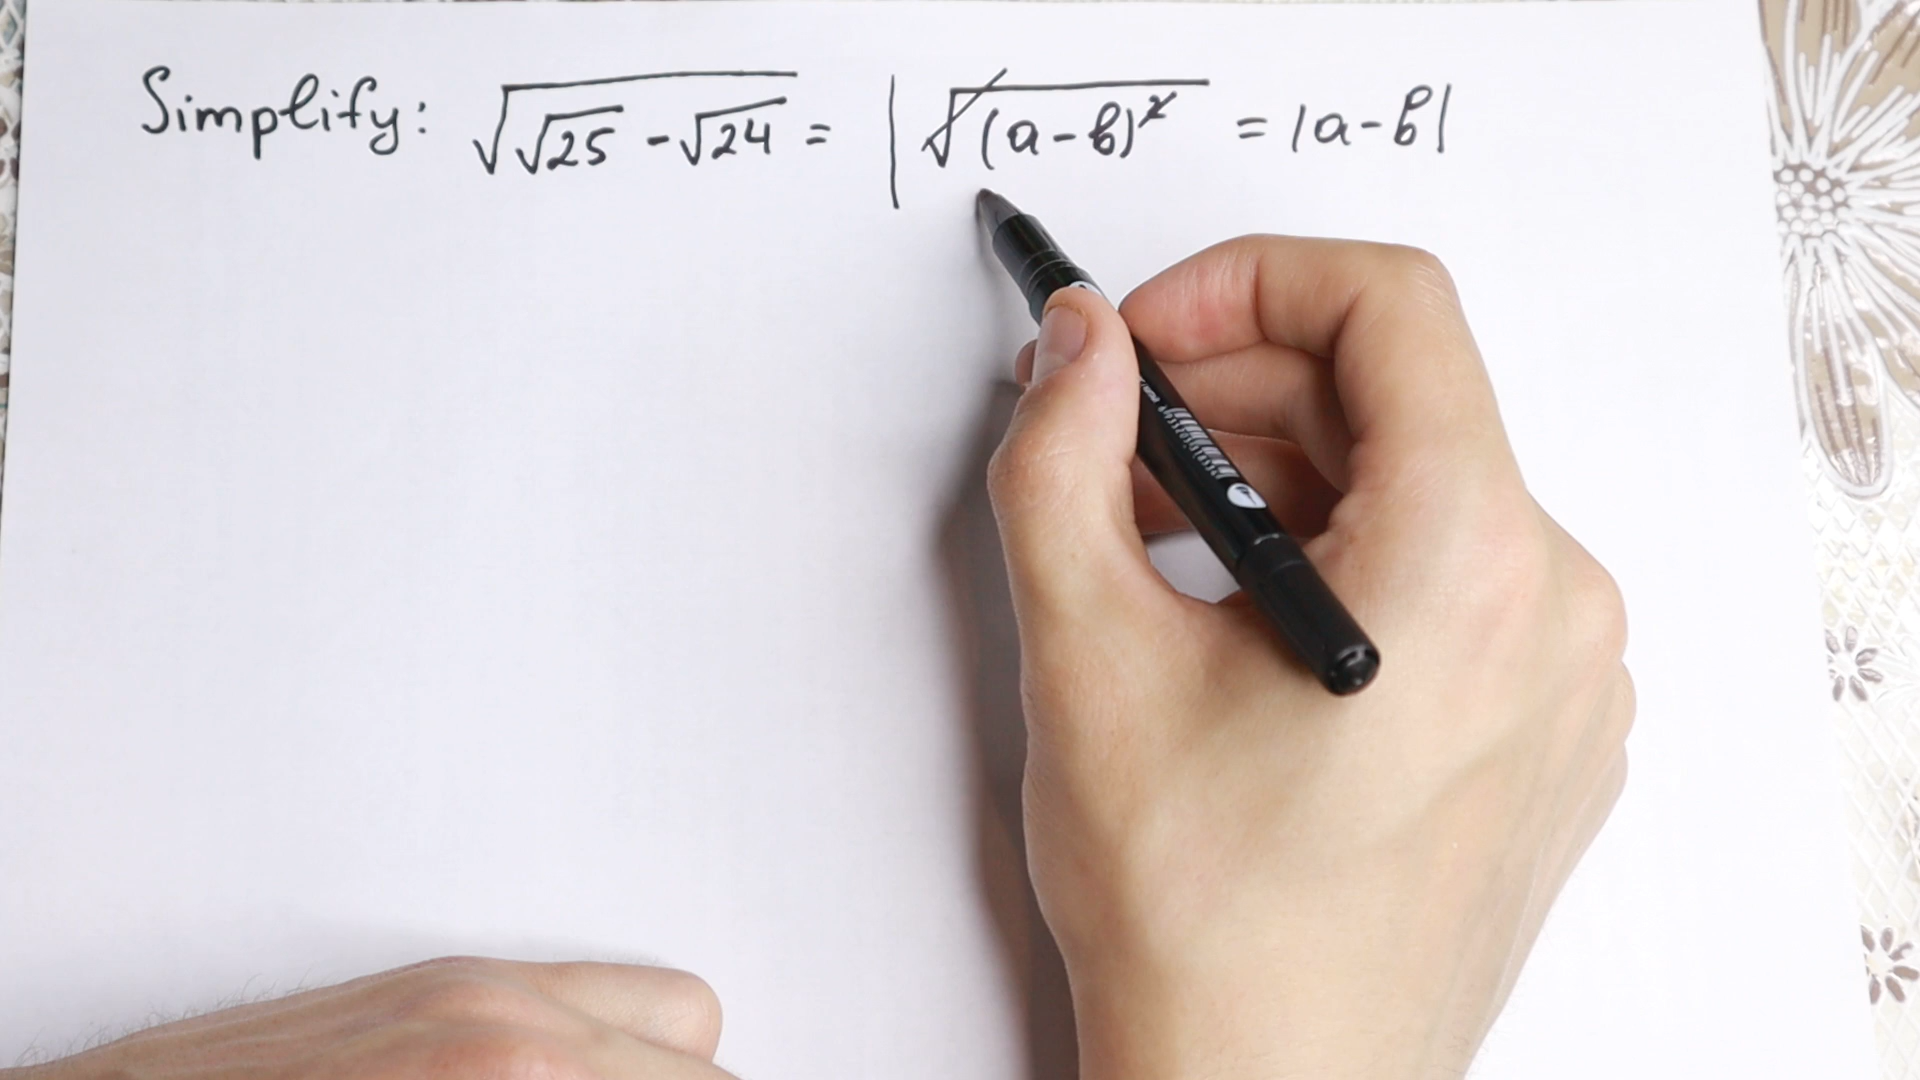 Simplify: √(√25 - √24) = | √(a-b)² = |a-b|